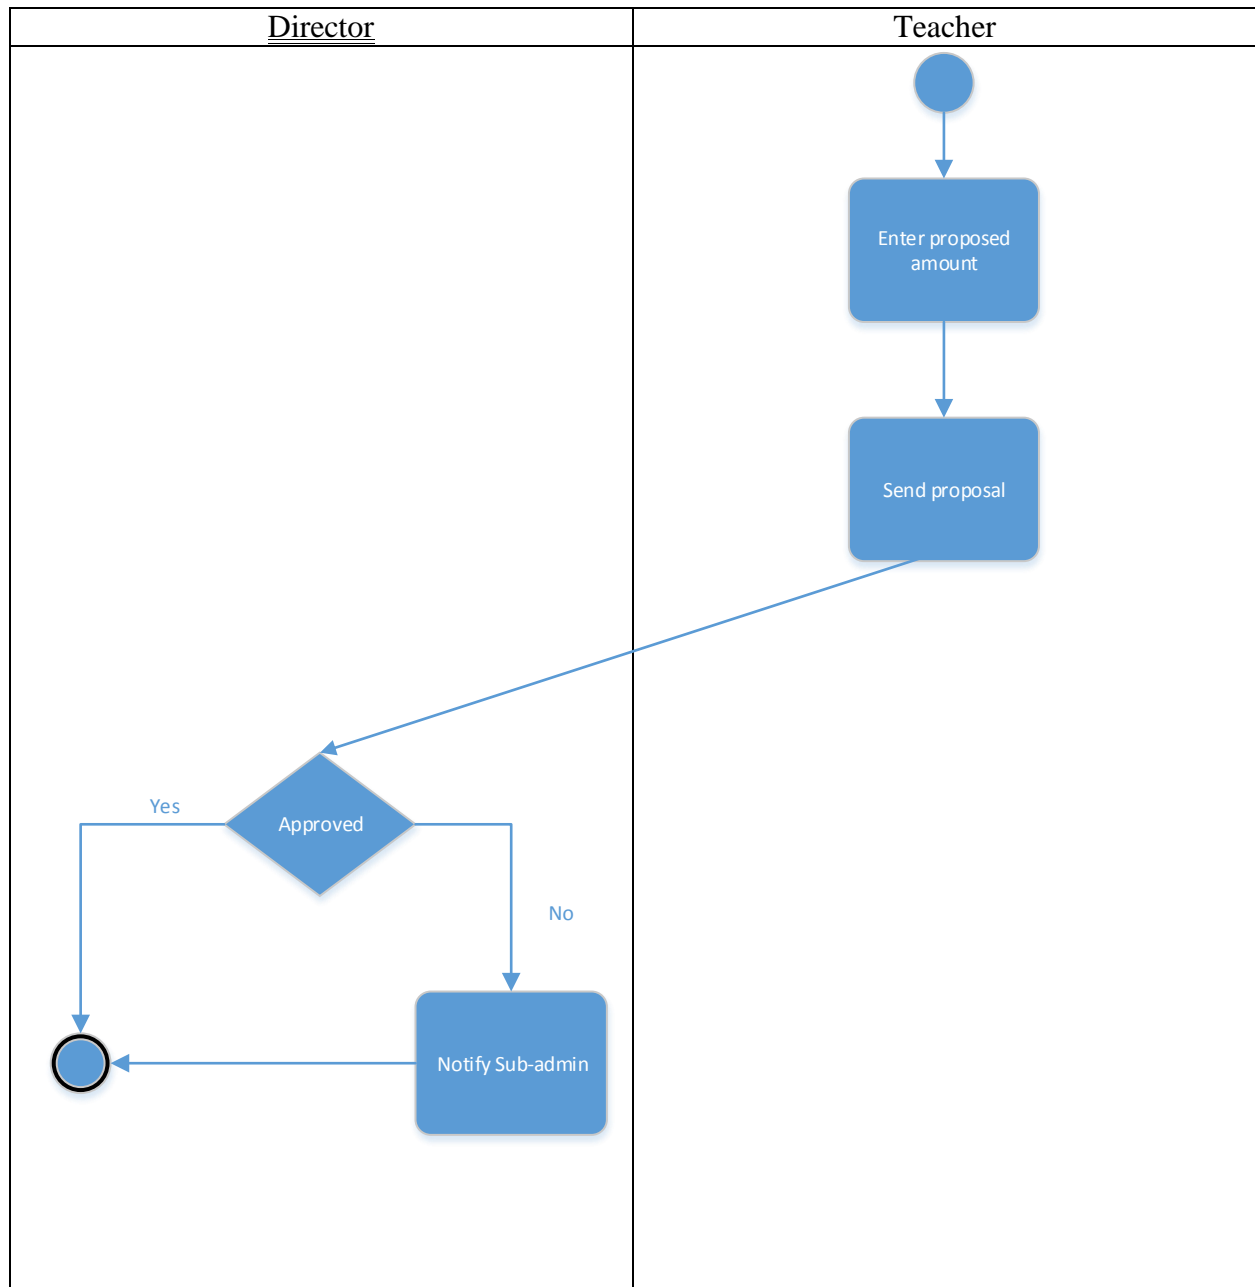 Director
Teacher
Enter proposed
amount
Send proposal
Yes
Approved
No
Notify Sub-admin